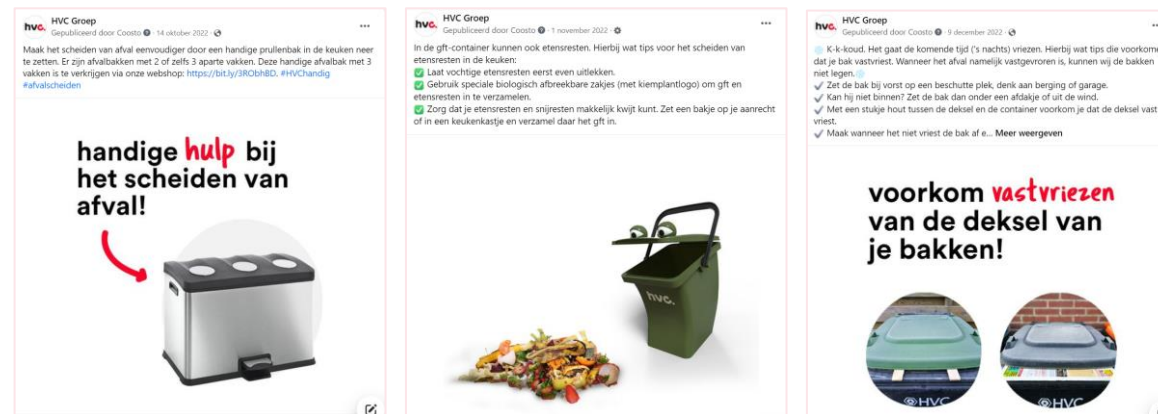 hvc.
HVC Groep
Gepubliceerd door Coosto · 14 oktober 2022 ·
Maak het scheiden van afval eenvoudiger door een handige prullenbak in de keuken neer
te zetten. Er zijn afvalbakken met 2 of zelfs 3 aparte vakken. Deze handige afvalbak met 3
vakken is te verkrijgen via onze webshop: https://bit.ly/3RObh8D. #HVChandig
#afvalscheiden
handige hulp bij
het scheiden van
afval!
hvc.
HVC Groep
Gepubliceerd door Coosto · 1 november 2022 ·
In de gft-container kunnen ook etensresten. Hierbij wat tips voor het scheiden van
etensresten in de keuken:
Laat vochtige etensresten eerst even uitlekken.
Gebruik speciale biologisch afbreekbare zakjes (met kiemplantlogo) om gft en
etensresten in te verzamelen.
Zorg dat je etensresten en snijresten makkelijk kwijt kunt. Zet een bakje op je aanrecht
of in een keukenkastje en verzamel daar het gft in.
hvc.
hvc.
HVC Groep
Gepubliceerd door Coosto · 9 december 2022 ·
K-k-koud. Het gaat de komende tijd ('s nachts) vriezen. Hierbij wat tips die voorkome
dat je bak vastvriest. Wanneer het afval namelijk vastgevroren is, kunnen wij de bakken
niet legen.
Zet de bak bij vorst op een beschutte plek, denk aan berging of garage.
Kan hij niet binnen? Zet de bak dan onder een afdakje of uit de wind.
Met een stukje hout tussen de deksel en de container voorkom je dat de deksel vast
vriest.
Maak wanneer het niet vriest de bak af e... Meer weergeven
voorkom vastvriezen
van de deksel van
je bakken!
HVC
HVC